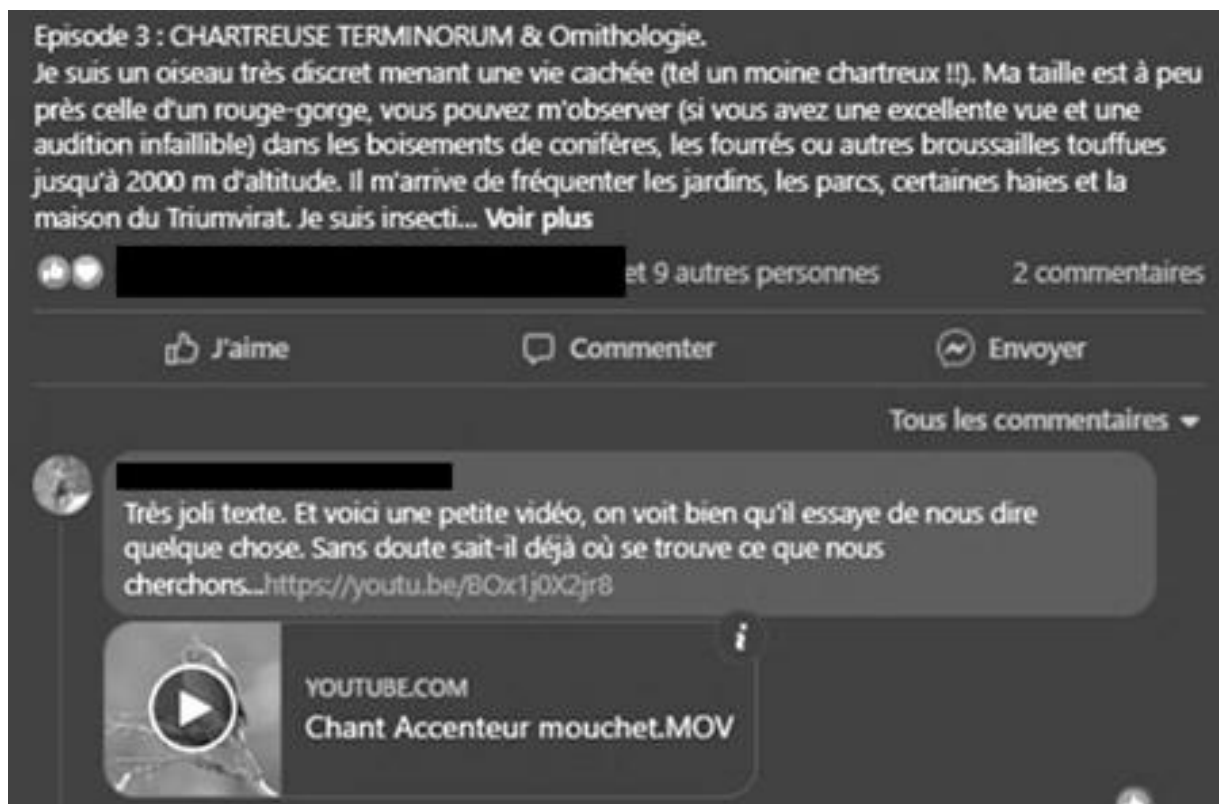 Episode 3 : CHARTREUSE TERMINORUM & Ornithologie.
Je suis un oiseau très discret menant une vie cachée (tel un moine chartreux !!). Ma taille est à peu
près celle d'un rouge-gorge, vous pouvez m'observer (si vous avez une excellente vue et une
audition infaillible) dans les boisements de conifères, les fourrés ou autres broussailles touffues
jusqu'à 2000 m d'altitude. Il m'arrive de fréquenter les jardins, les parcs, certaines haies et la
maison du Triumvirat. Je suis insecti... Voir plus
et 9 autres personnes 2 commentaires
J'aime Commenter Envoyer
Tous les commentaires
Très joli texte. Et voici une petite vidéo, on voit bien qu'il essaye de nous dire
quelque chose. Sans doute sait-il déjà où se trouve ce que nous
cherchons...https://youtu.be/BOx1j0X2jr8
i
YOUTUBE.COM
Chant Accenteur mouchet.MOV